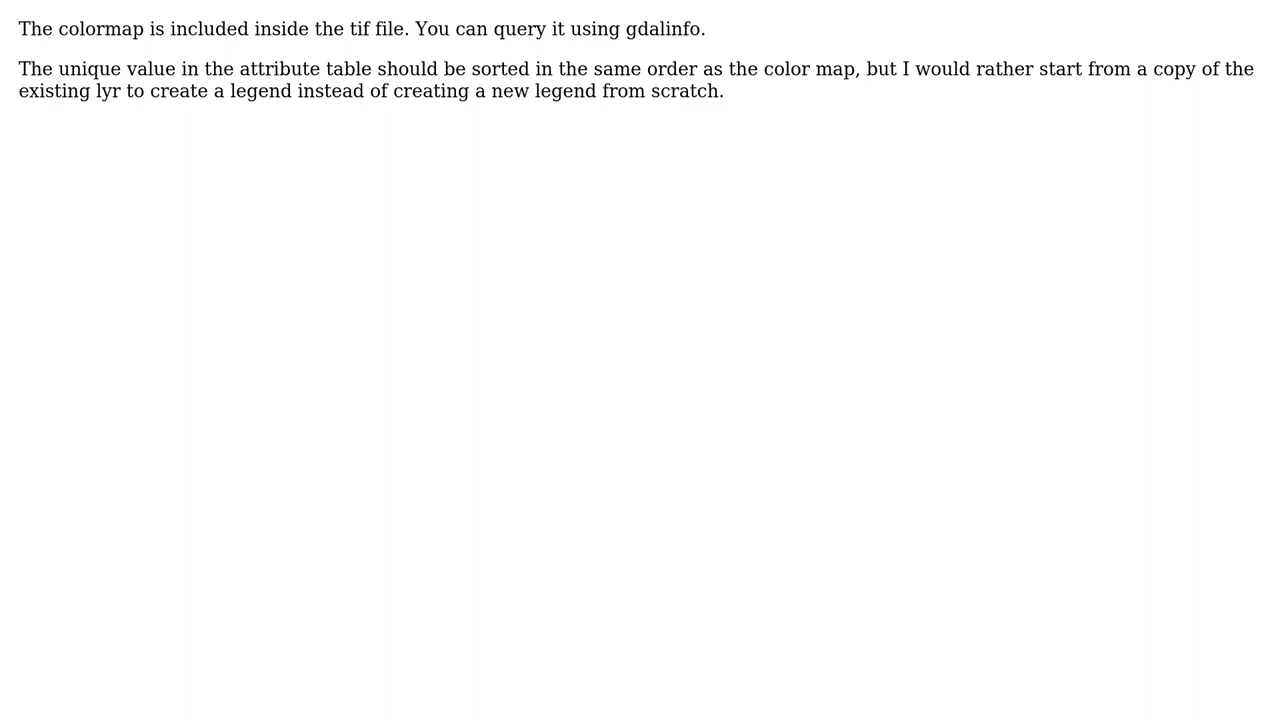 The colormap is included inside the tif file. You can query it using gdalinfo.
The unique value in the attribute table should be sorted in the same order as the color map, but I would rather start from a copy of the
existing lyr to create a legend instead of creating a new legend from scratch.